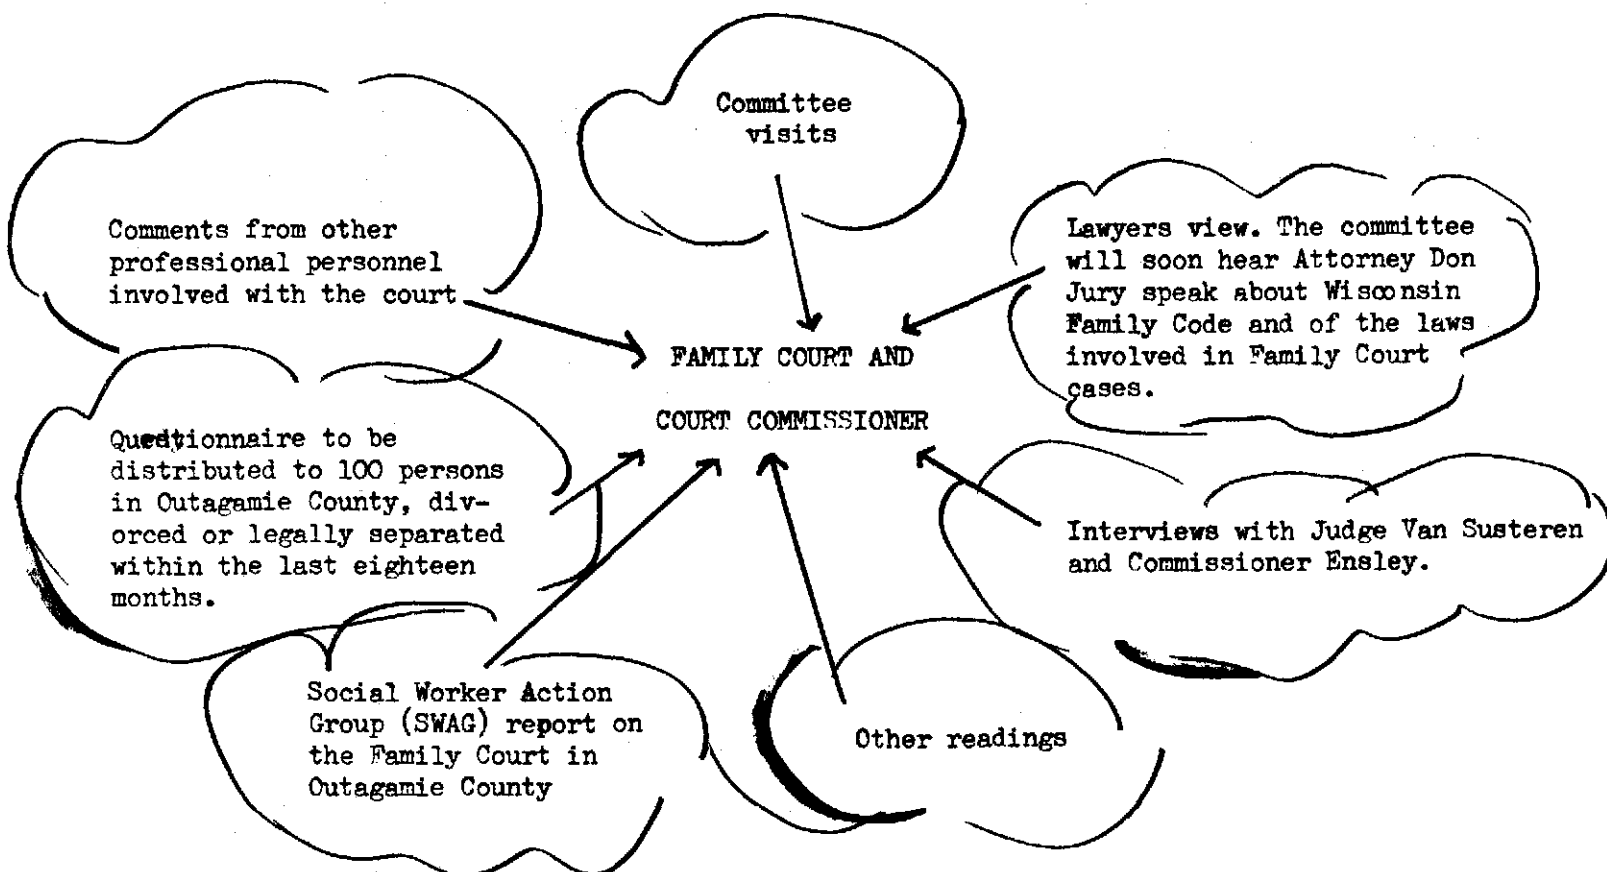 Committee
visits
Comments from other
professional personnel
involved with the court
Lawyers view. The committee
will soon hear Attorney Don
Jury speak about Wisconsin
Family Code and of the laws
involved in Family Court
cases.
FAMILY COURT AND
COURT COMMISSIONER
Questionnaire to be
distributed to 100 persons
in Outagamie County, div-
orced or legally separated
within the last eighteen
months.
Interviews with Judge Van Susteren
and Commissioner Ensley.
Social Worker Action
Group (SWAG) report on
the Family Court in
Outagamie County
Other readings